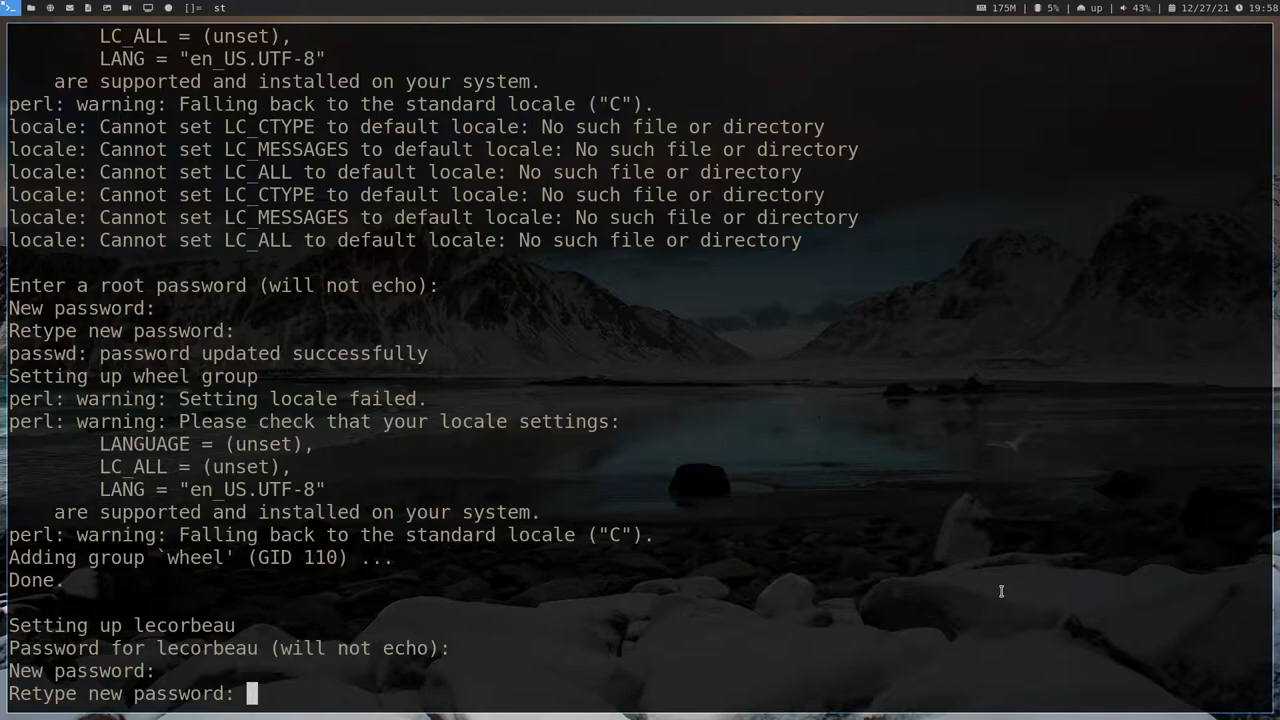 []= st 175M | 5% | up | 43% | 12/27/21 19:58
LC_ALL = (unset),
LANG = "en_US.UTF-8"
are supported and installed on your system.
perl: warning: Falling back to the standard locale ("C").
locale: Cannot set LC_CTYPE to default locale: No such file or directory
locale: Cannot set LC_MESSAGES to default locale: No such file or directory
locale: Cannot set LC_ALL to default locale: No such file or directory
locale: Cannot set LC_CTYPE to default locale: No such file or directory
locale: Cannot set LC_MESSAGES to default locale: No such file or directory
locale: Cannot set LC_ALL to default locale: No such file or directory
Enter a root password (will not echo):
New password:
Retype new password:
passwd: password updated successfully
Setting up wheel group
perl: warning: Setting locale failed.
perl: warning: Please check that your locale settings:
LANGUAGE = (unset),
LC_ALL = (unset),
LANG = "en_US.UTF-8"
are supported and installed on your system.
perl: warning: Falling back to the standard locale ("C").
Adding group `wheel' (GID 110) ...
Done.
Setting up lecorbeau
Password for lecorbeau (will not echo):
New password:
Retype new password: